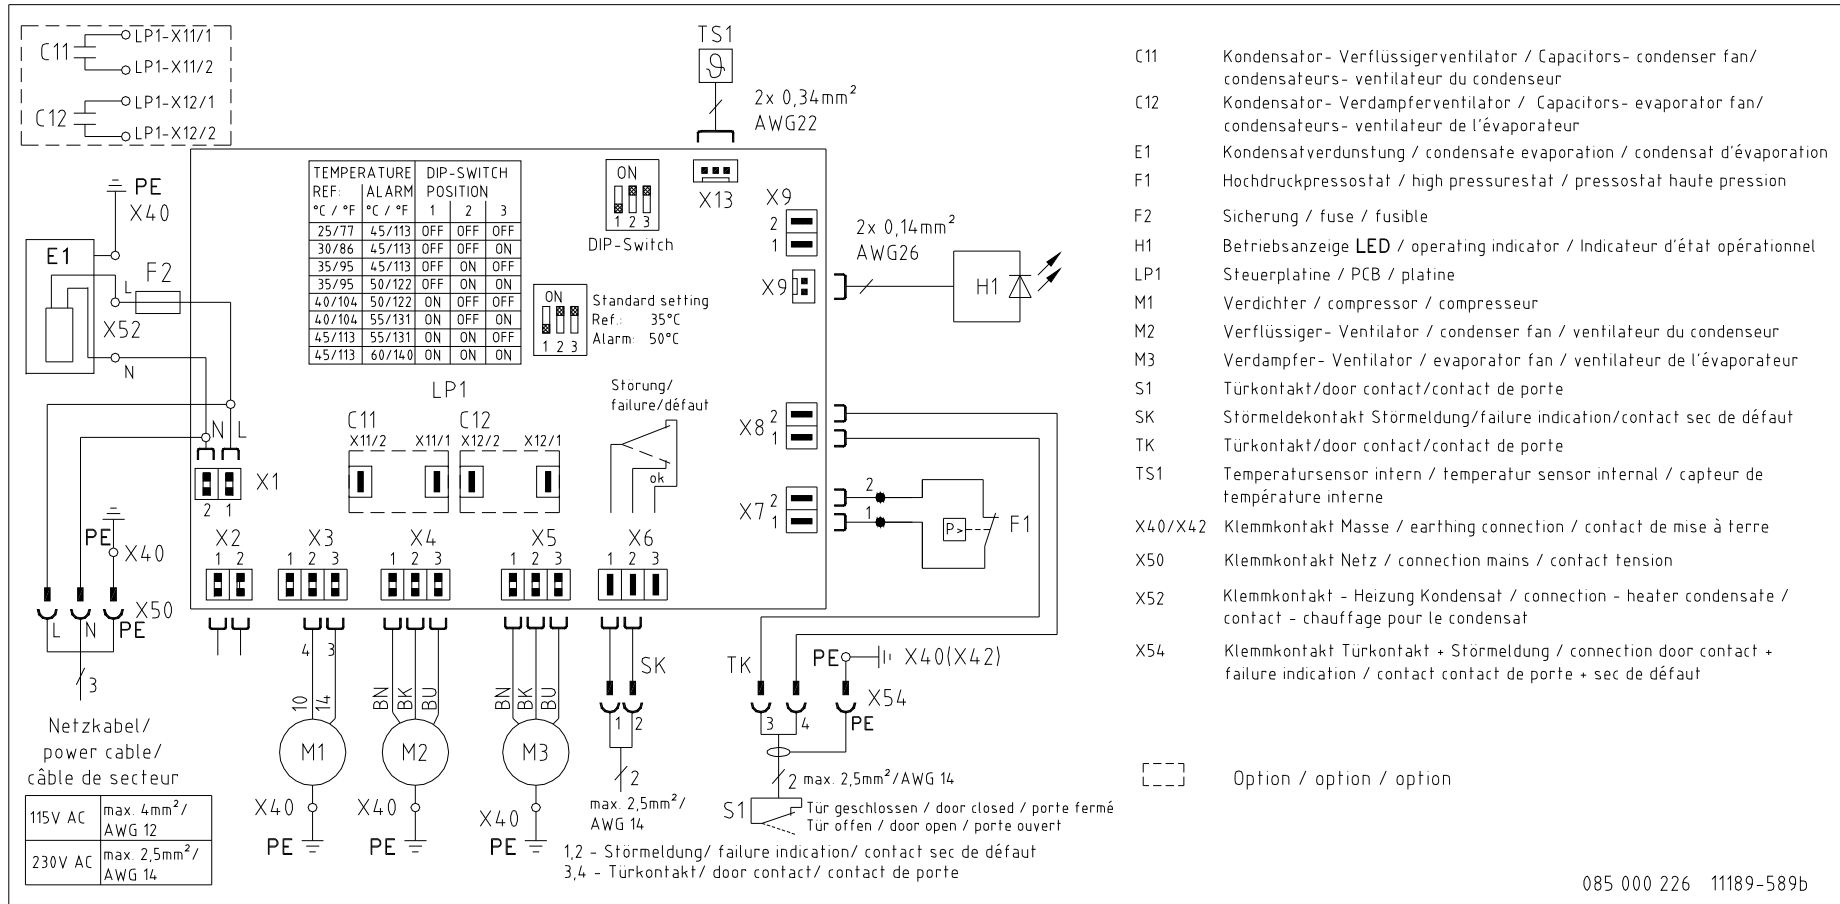 C11
LP1-X11/1
LP1-X11/2
C12
LP1-X12/1
LP1-X12/2
TS1
ϑ
2x 0,34mm²
AWG22
X13
TEMPERATURE DIP-SWITCH
REF: ALARM POSITION
°C / °F °C / °F 1 2 3
25/77 45/113 OFF OFF OFF
30/86 45/113 OFF OFF ON
35/95 45/113 OFF ON OFF
35/95 50/122 OFF ON ON
40/104 50/122 ON OFF OFF
40/104 55/131 ON OFF ON
45/113 55/131 ON ON OFF
45/113 60/140 ON ON ON
ON
1 2 3
DIP-Switch
ON
1 2 3
Standard setting
Ref.: 35°C
Alarm: 50°C
X9
2
1
X9
2x 0,14mm²
AWG26
H1
PE
X40
E1
L
F2
X52
N
LP1
C11
X11/2 X11/1
C12
X12/2 X12/1
Störung/
failure/défaut
ok
X8
2
1
X7
2
1
2
1
P>
F1
N L
X1
2 1
PE
X40
X50
L N PE
3
X2
1 2
X3
1 2 3
X4
1 2 3
X5
1 2 3
X6
1 2 3
4 3
10 14
M1
X40
PE
BN BK BU
M2
X40
PE
BN BK BU
M3
X40
PE
SK
1 2
2
max. 2,5mm²/
AWG 14
TK
3 4
PE
X40(X42)
X54
PE
2 max. 2,5mm²/AWG 14
S1
Tür geschlossen / door closed / porte fermé
Tür offen / door open / porte ouvert
1,2 - Störmeldung/ failure indication/ contact sec de défaut
3,4 - Türkontakt/ door contact/ contact de porte
Netzkabel/
power cable/
câble de secteur
115V AC max. 4mm²/
AWG 12
230V AC max. 2,5mm²/
AWG 14
C11 Kondensator- Verflüssigerventilator / Capacitors- condenser fan/
condensateurs- ventilateur du condenseur
C12 Kondensator- Verdampferventilator / Capacitors- evaporator fan/
condensateurs- ventilateur de l'évaporateur
E1 Kondensatverdunstung / condensate evaporation / condensat d'évaporation
F1 Hochdruckpressostat / high pressurestat / pressostat haute pression
F2 Sicherung / fuse / fusible
H1 Betriebsanzeige LED / operating indicator / Indicateur d'état opérationnel
LP1 Steuerplatine / PCB / platine
M1 Verdichter / compressor / compresseur
M2 Verflüssiger- Ventilator / condenser fan / ventilateur du condenseur
M3 Verdampfer- Ventilator / evaporator fan / ventilateur de l'évaporateur
S1 Türkontakt/door contact/contact de porte
SK Störmeldekontakt Störmeldung/failure indication/contact sec de défaut
TK Türkontakt/door contact/contact de porte
TS1 Temperatursensor intern / temperatur sensor internal / capteur de
température interne
X40/X42 Klemmkontakt Masse / earthing connection / contact de mise à terre
X50 Klemmkontakt Netz / connection mains / contact tension
X52 Klemmkontakt - Heizung Kondensat / connection - heater condensate /
contact - chauffage pour le condensat
X54 Klemmkontakt Türkontakt + Störmeldung / connection door contact +
failure indication / contact contact de porte + sec de défaut
Option / option / option
085 000 226 11189-589b